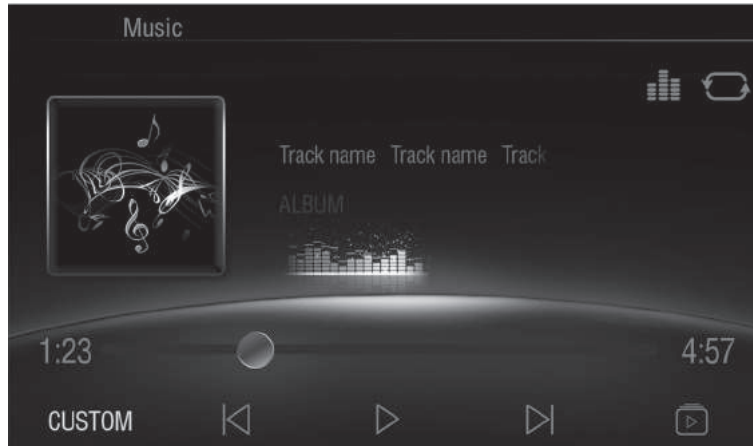 Music
Track name Track name Track
ALBUM
1:23 4:57
CUSTOM